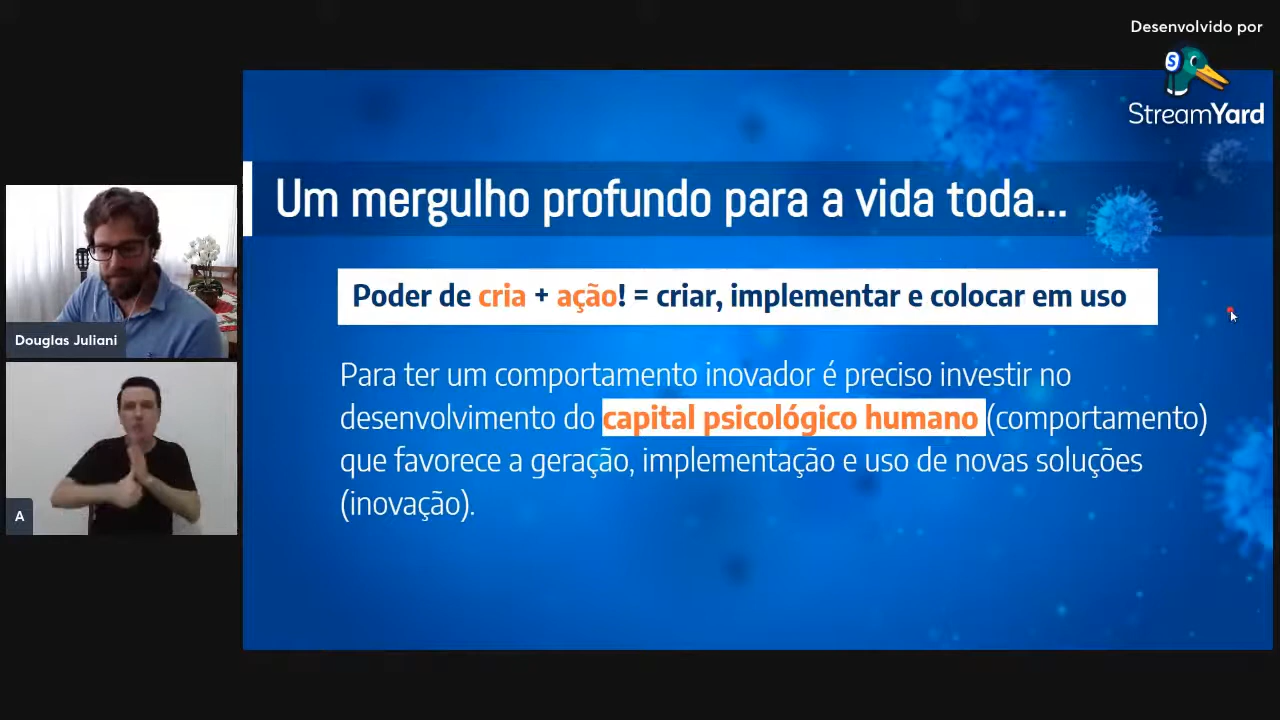 Desenvolvido por
StreamYard
Um mergulho profundo para a vida toda...
Poder de cria + ação! = criar, implementar e colocar em uso
Para ter um comportamento inovador é preciso investir no
desenvolvimento do capital psicológico humano (comportamento)
que favorece a geração, implementação e uso de novas soluções
(inovação).
Douglas Juliani
A